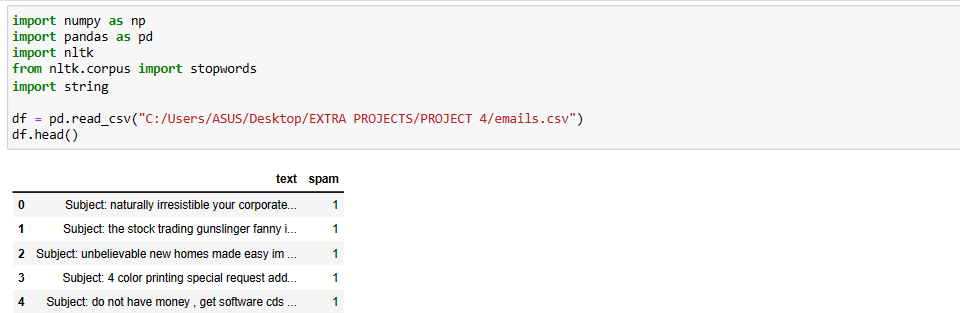 import numpy as np
import pandas as pd
import nltk
from nltk.corpus import stopwords
import string
df = pd.read_csv("C:/Users/ASUS/Desktop/EXTRA PROJECTS/PROJECT 4/emails.csv")
df.head()
text spam
0 Subject: naturally irresistible your corporate... 1
1 Subject: the stock trading gunslinger fanny i... 1
2 Subject: unbelievable new homes made easy im ... 1
3 Subject: 4 color printing special request add... 1
4 Subject: do not have money , get software cds ... 1